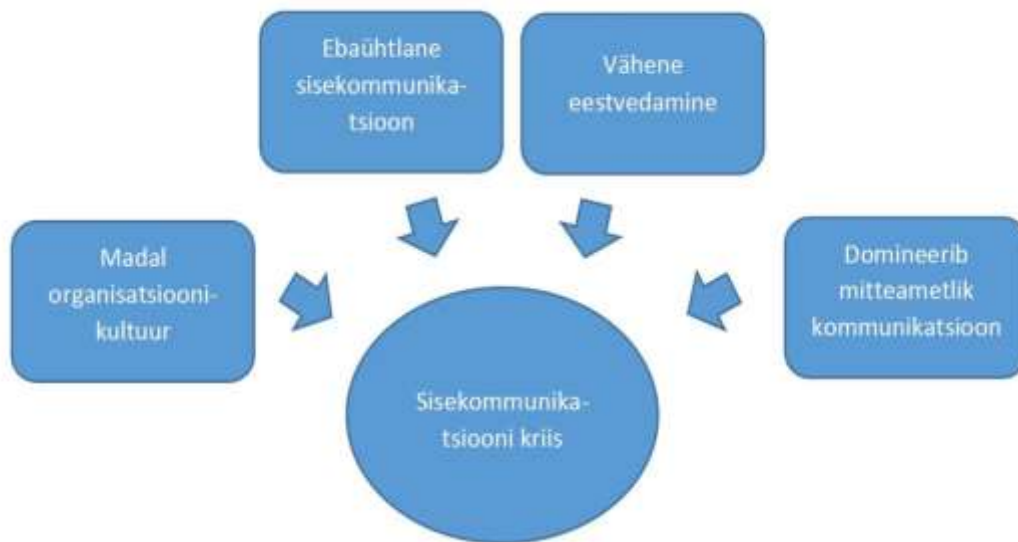 Ebaühtlane
sisekommunika-
tsioon
Vähene
eestvedamine
Madal
organisatsiooni-
kultuur
Domineerib
mitteametlik
kommunikatsioon
Sisekommunika-
tsiooni kriis